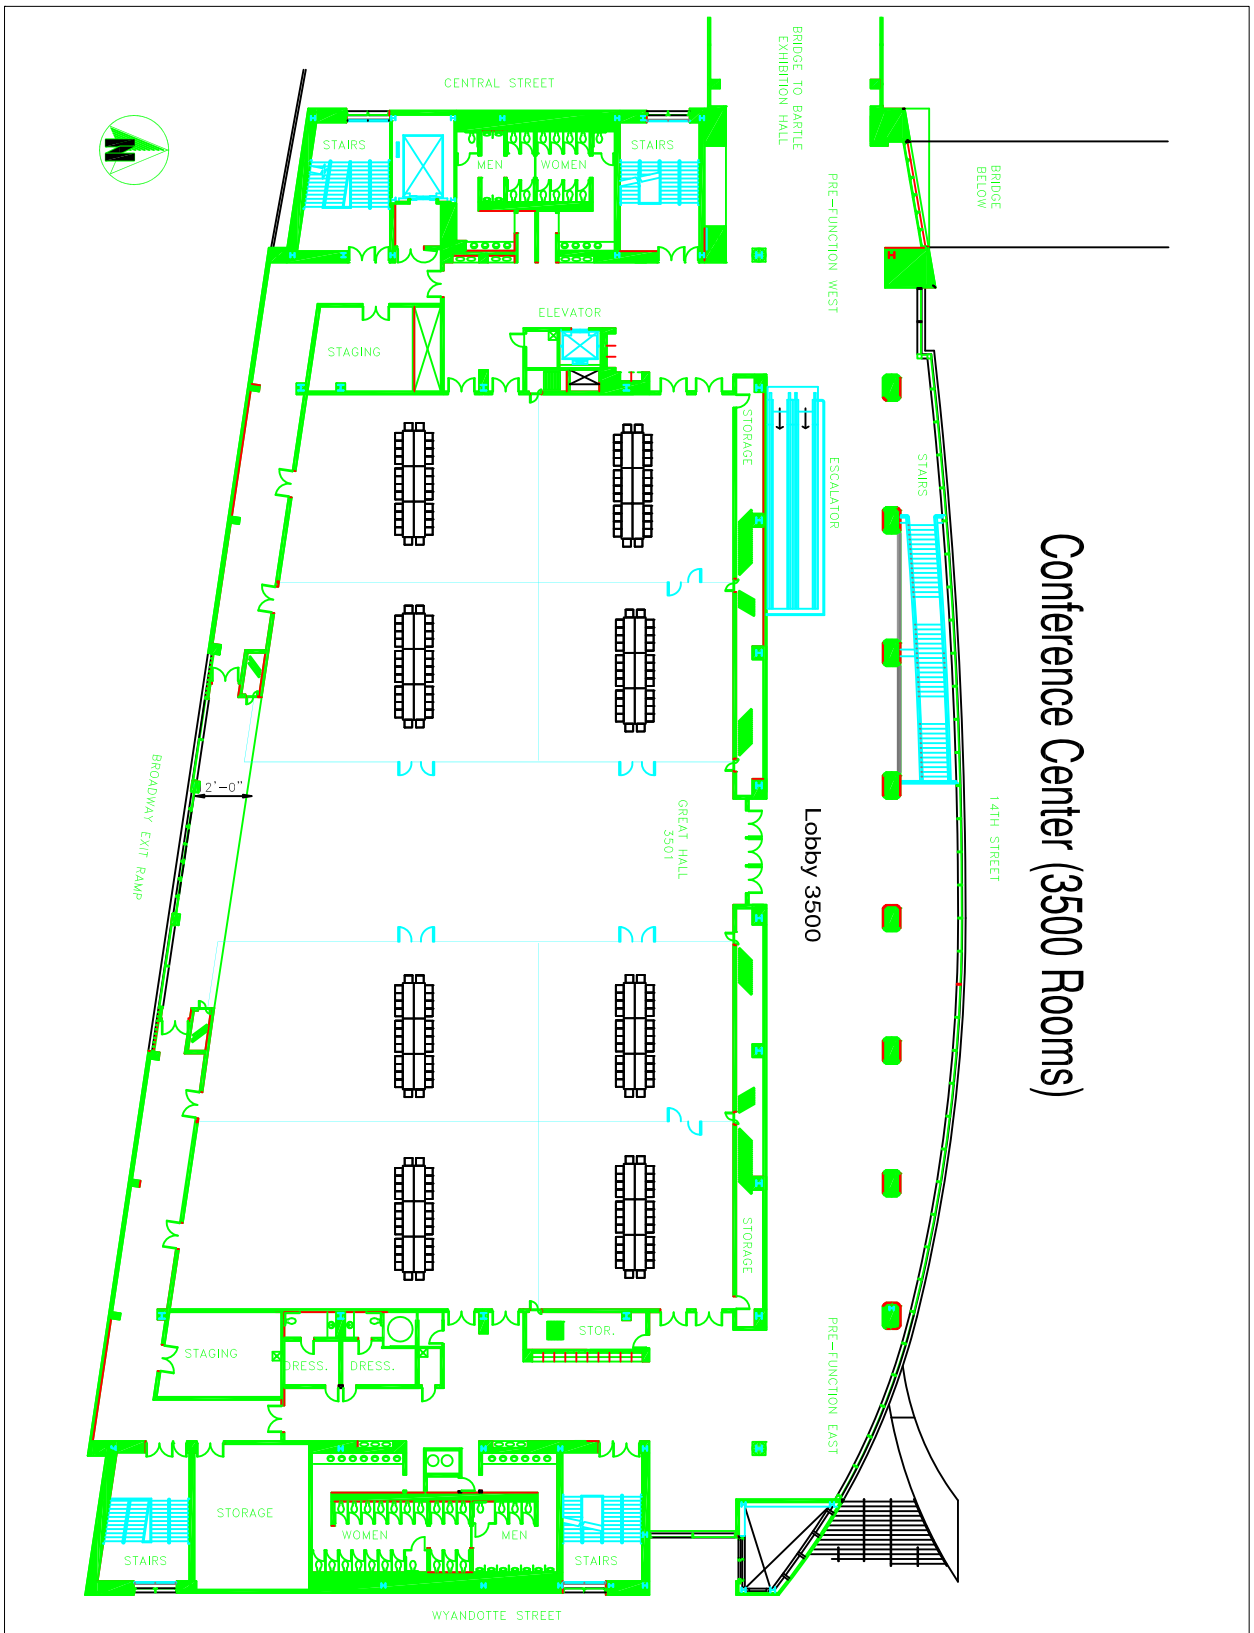 CENTRAL STREET
BRIDGE TO BARTLE
EXHIBITION HALL
BRIDGE
BELOW
N
STAIRS
MEN
WOMEN
STAIRS
PRE-FUNCTION WEST
ELEVATOR
STAGING
STORAGE
ESCALATOR
STAIRS
Conference Center (3500 Rooms)
14TH STREET
BROADWAY EXIT RAMP
2'-0"
GREAT HALL
3501
Lobby 3500
STORAGE
PRE-FUNCTION EAST
STAGING
DRESS.
DRESS.
STOR.
STORAGE
WOMEN
MEN
STAIRS
STAIRS
WYANDOTTE STREET